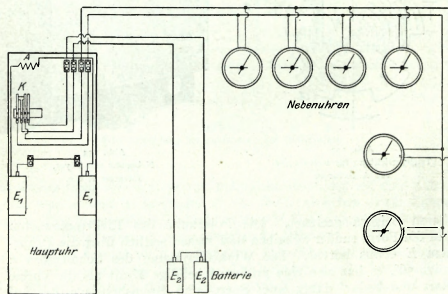 A
K
Nebenuhren
E1 E1
Hauptuhr
E2 E2 Batterie